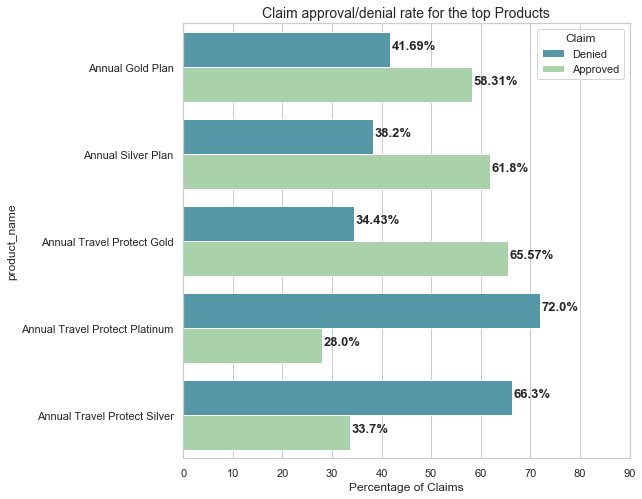 Claim approval/denial rate for the top Products
Claim
Denied
Approved
product_name
Annual Gold Plan
41.69%
58.31%
Annual Silver Plan
38.2%
61.8%
Annual Travel Protect Gold
34.43%
65.57%
Annual Travel Protect Platinum
72.0%
28.0%
Annual Travel Protect Silver
66.3%
33.7%
0 10 20 30 40 50 60 70 80 90
Percentage of Claims